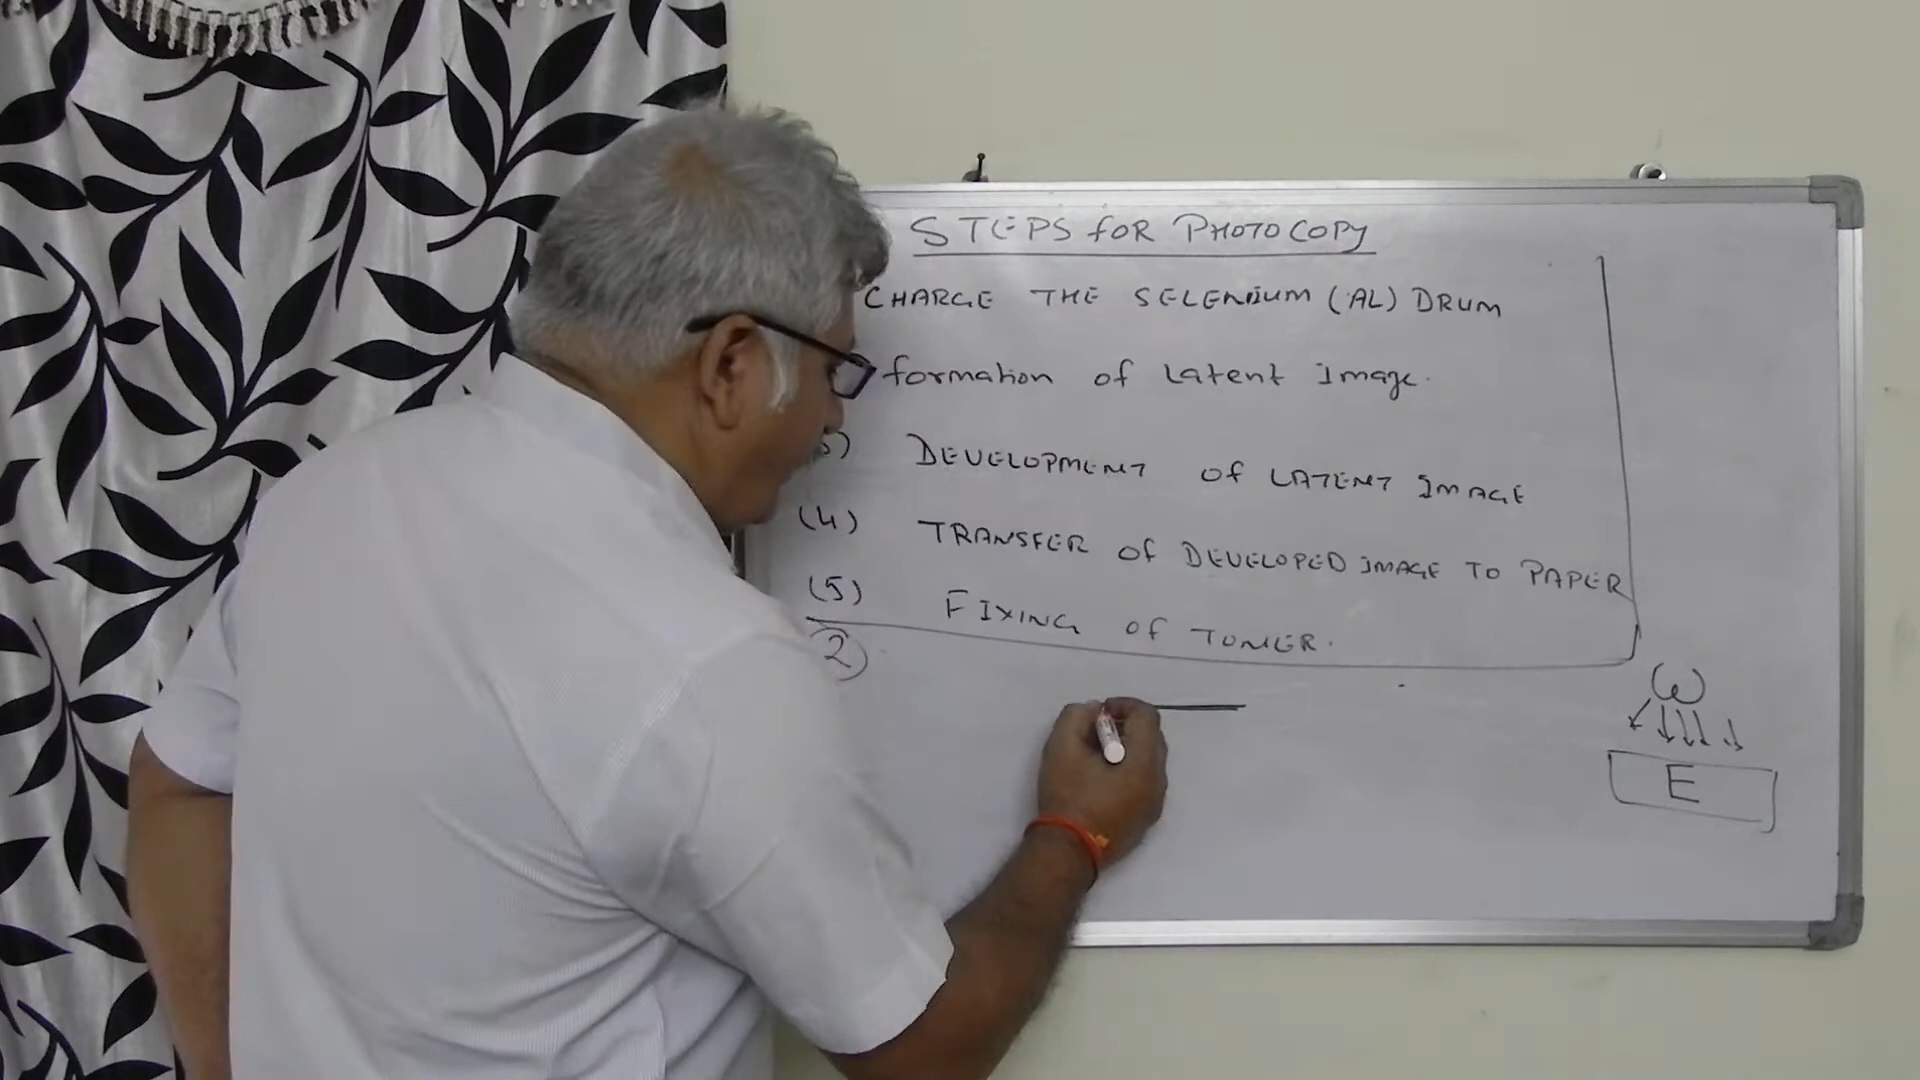 STEPS FOR PHOTOCOPY
CHARGE THE SELENIUM (AL) DRUM
formation of Latent Image.
3) DEVELOPMENT of LATENT IMAGE
(4) TRANSFER of DEVELOPED IMAGE TO PAPER
(5) FIXING of TONER.
2
E